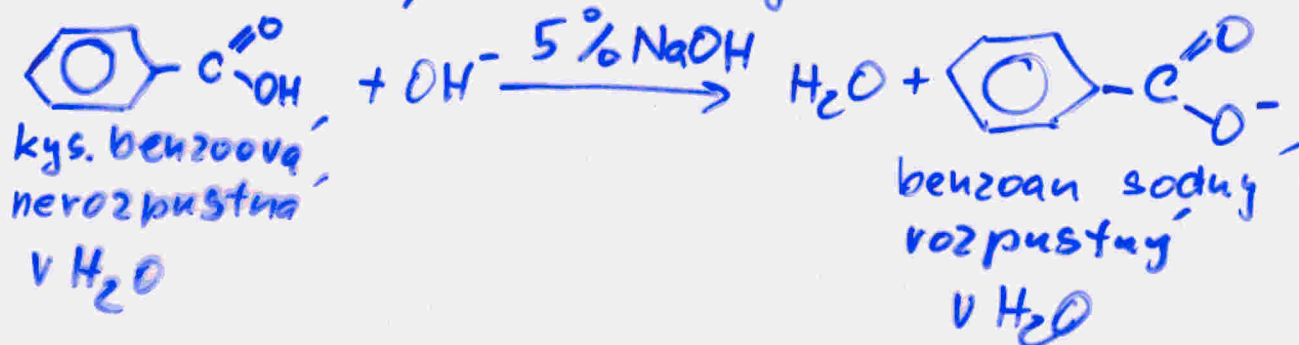 C O OH + OH⁻ 5% NaOH → H₂O + C O O⁻
kys. benzoová
nerozpustná
v H₂O
benzoan sodný
rozpustný
v H₂O